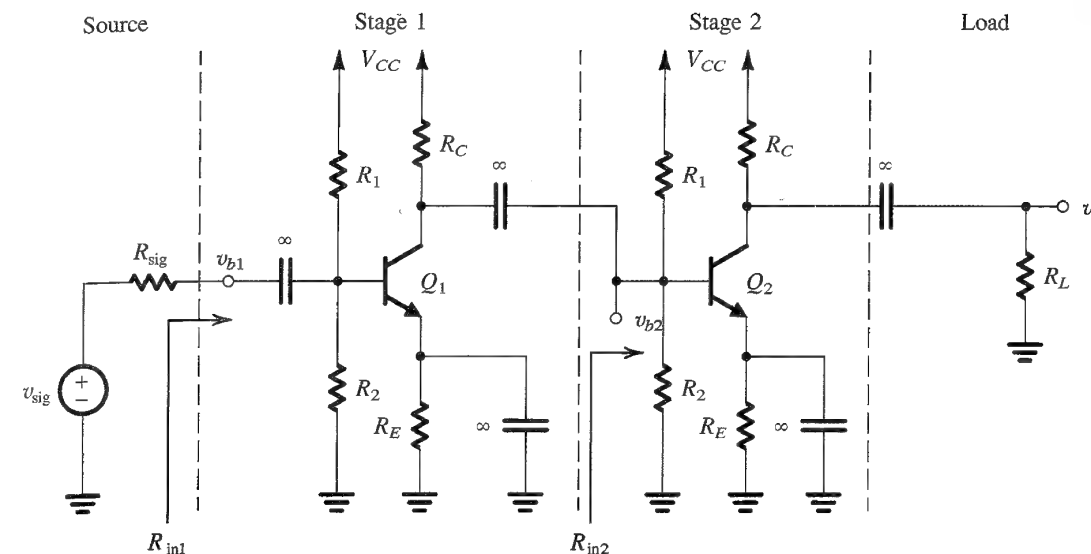 Source Stage 1 Stage 2 Load
V_CC V_CC
R_C R_C
∞ ∞
R_1 R_1
R_sig v_b1 ∞
Q_1 Q_2
R_L
v_b2
v_sig + −
R_2 R_2
R_E ∞ R_E ∞
R_in1 R_in2